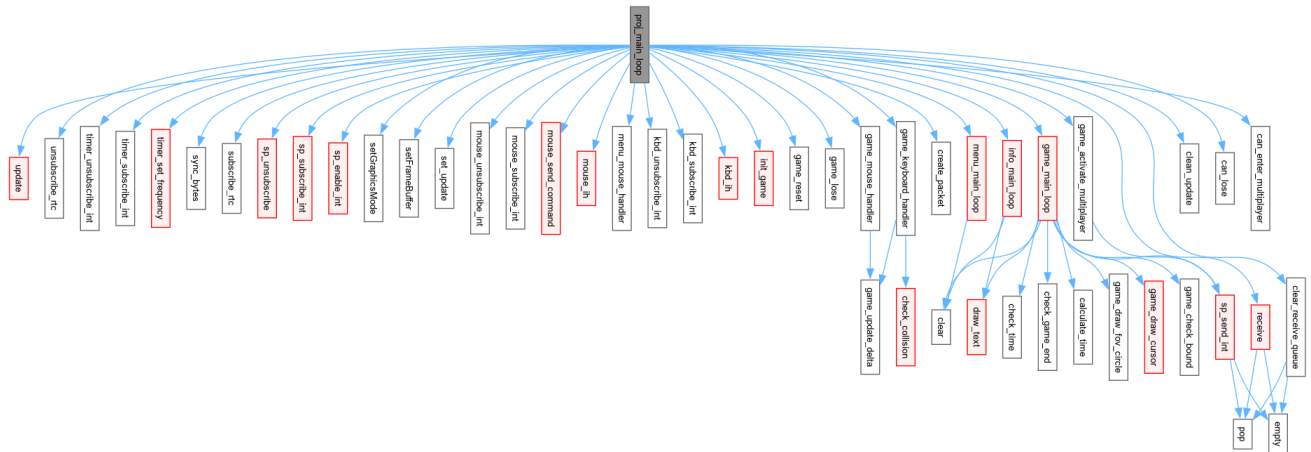 proj_main_loop
update
unsubscribe_rtc
timer_unsubscribe_int
timer_subscribe_int
timer_set_frequency
sync_bytes
subscribe_rtc
sp_unsubscribe
sp_subscribe_int
sp_enable_int
setGraphicsMode
setFrameBuffer
set_update
mouse_unsubscribe_int
mouse_subscribe_int
mouse_send_command
mouse_ih
menu_mouse_handler
kbd_unsubscribe_int
kbd_subscribe_int
kbd_ih
init_game
game_reset
game_lose
game_mouse_handler
game_keyboard_handler
create_packet
menu_main_loop
info_main_loop
game_main_loop
game_activate_multiplayer
clean_update
can_lose
can_enter_multiplayer
game_update_delta
check_collision
clear
draw_text
check_time
check_game_end
calculate_time
game_draw_fov_circle
game_draw_cursor
game_check_bound
sp_send_int
receive
clear_receive_queue
pop
empty